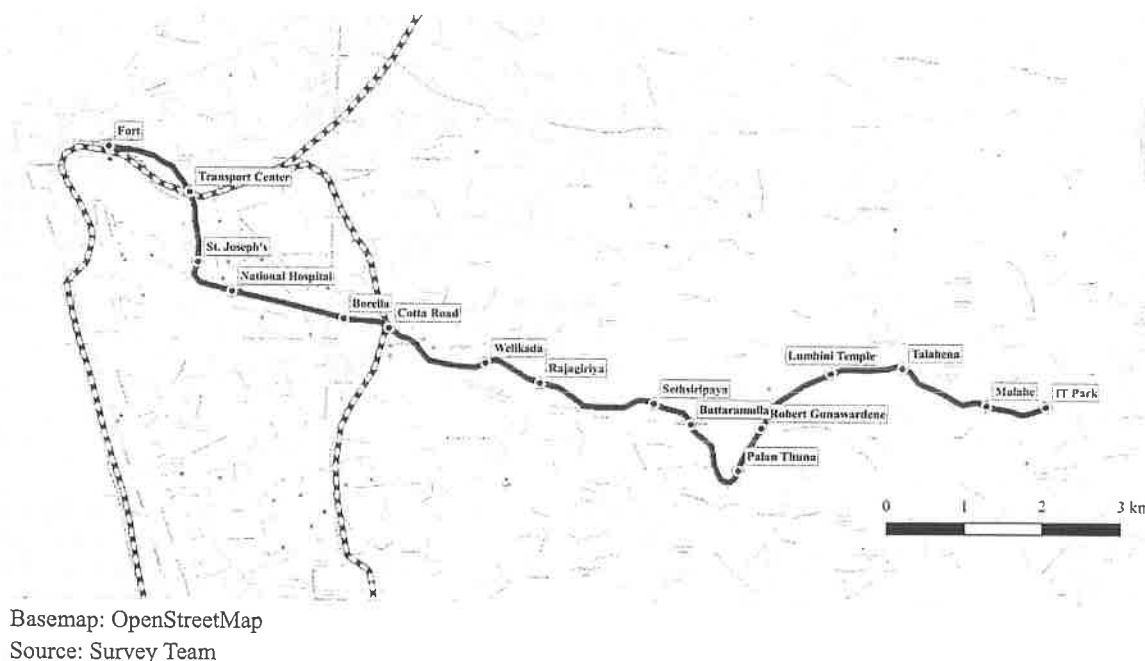 Fort
Transport Center
St. Joseph's
National Hospital
Borella
Cotta Road
Welikada
Rajagiriya
Sethsiripaya
Battaramulla
Robert Gunawardene
Palan Thuna
Lumbini Temple
Talahena
Malabe
IT Park
0 1 2 3 km
Basemap: OpenStreetMap
Source: Survey Team